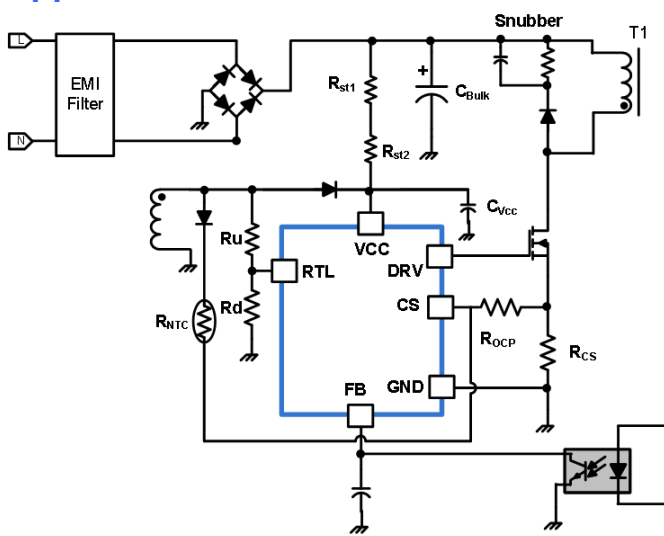 Snubber
T1
L
EMI
Filter
N
Rst1
+
CBulk
Rst2
CVcc
VCC
Ru
RTL
DRV
Rd
CS
RNTC
ROCP
RCS
FB
GND